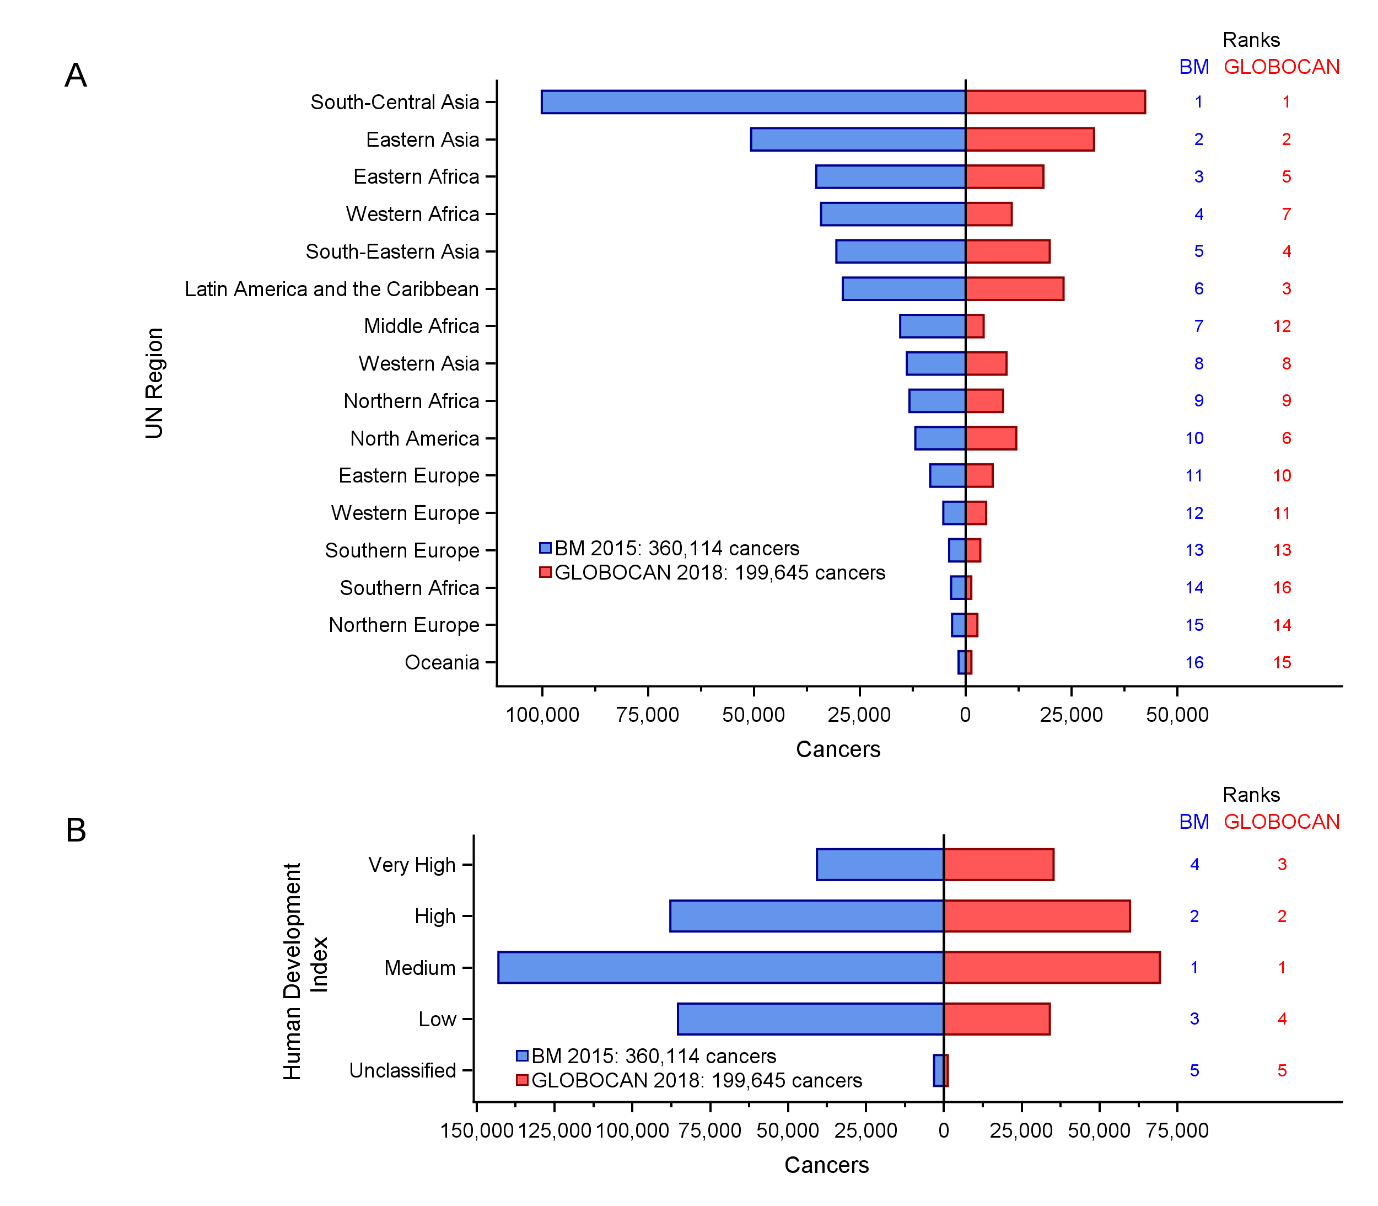 A
Ranks
BM GLOBOCAN
South-Central Asia 1 1
Eastern Asia 2 2
Eastern Africa 3 5
Western Africa 4 7
South-Eastern Asia 5 4
Latin America and the Caribbean 6 3
Middle Africa 7 12
Western Asia 8 8
Northern Africa 9 9
North America 10 6
Eastern Europe 11 10
Western Europe 12 11
Southern Europe 13 13
Southern Africa 14 16
Northern Europe 15 14
Oceania 16 15
UN Region
BM 2015: 360,114 cancers
GLOBOCAN 2018: 199,645 cancers
100,000 75,000 50,000 25,000 0 25,000 50,000
Cancers
B
Ranks
BM GLOBOCAN
Very High 4 3
High 2 2
Medium 1 1
Low 3 4
Unclassified 5 5
Human Development
Index
BM 2015: 360,114 cancers
GLOBOCAN 2018: 199,645 cancers
150,000 125,000 100,000 75,000 50,000 25,000 0 25,000 50,000 75,000
Cancers